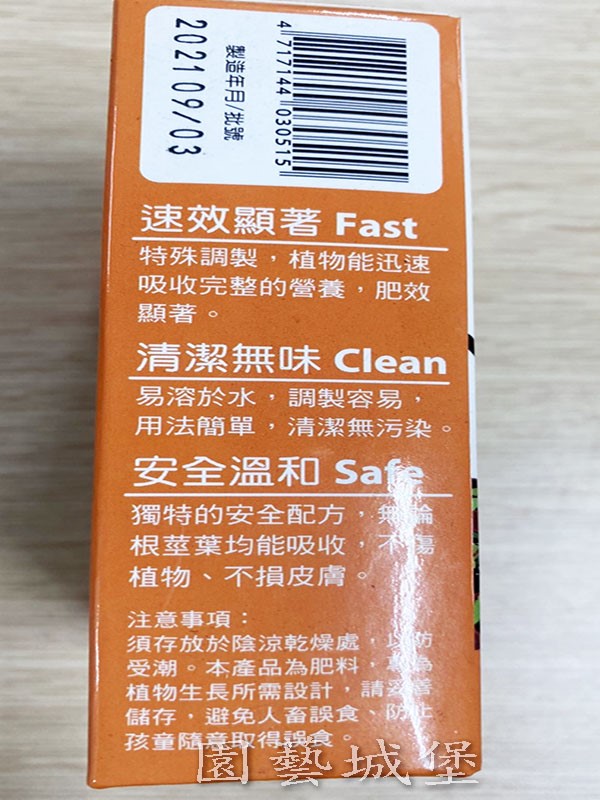 4 717144 030515
製造年月/批號
202109/03
速效顯著 Fast
特殊調製，植物能迅速
吸收完整的營養，肥效
顯著。
清潔無味 Clean
易溶於水，調製容易，
用法簡單，清潔無污染。
安全溫和 Safe
獨特的安全配方，無論
根莖葉均能吸收，不傷
植物、不損皮膚。
注意事項：
須存放於陰涼乾燥處，以防
受潮。本產品為肥料，專為
植物生長所需設計，請妥善
儲存，避免人畜誤食、防止
孩童隨意取得誤食。
園藝城堡